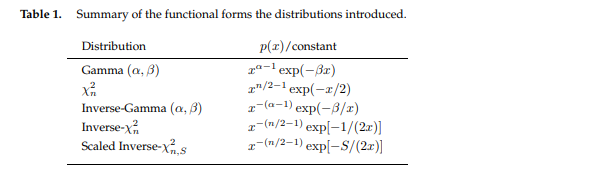 Table 1. Summary of the functional forms the distributions introduced.
Distribution p(x)/constant
Gamma (α, β) x^{α−1} exp(−βx)
χ²_n x^{n/2−1} exp(−x/2)
Inverse-Gamma (α, β) x^{−(α−1)} exp(−β/x)
Inverse-χ²_n x^{−(n/2−1)} exp[−1/(2x)]
Scaled Inverse-χ²_{n,S} x^{−(n/2−1)} exp[−S/(2x)]